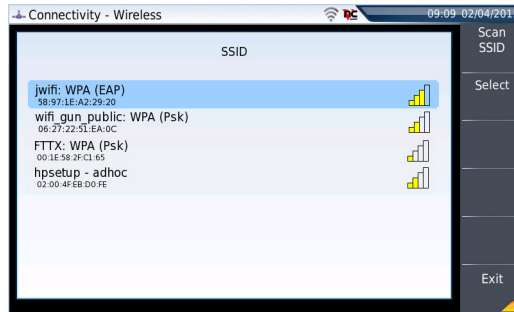 Connectivity - Wireless
09:09 02/04/201
SSID
jwifi: WPA (EAP)
58:97:1E:A2:29:20
wifi_gun_public: WPA (Psk)
06:27:22:51:EA:0C
FTTX: WPA (Psk)
00:1E:58:2F:C1:65
hpsetup - adhoc
02:00:4F:EB:D0:FE
Scan
SSID
Select
Exit